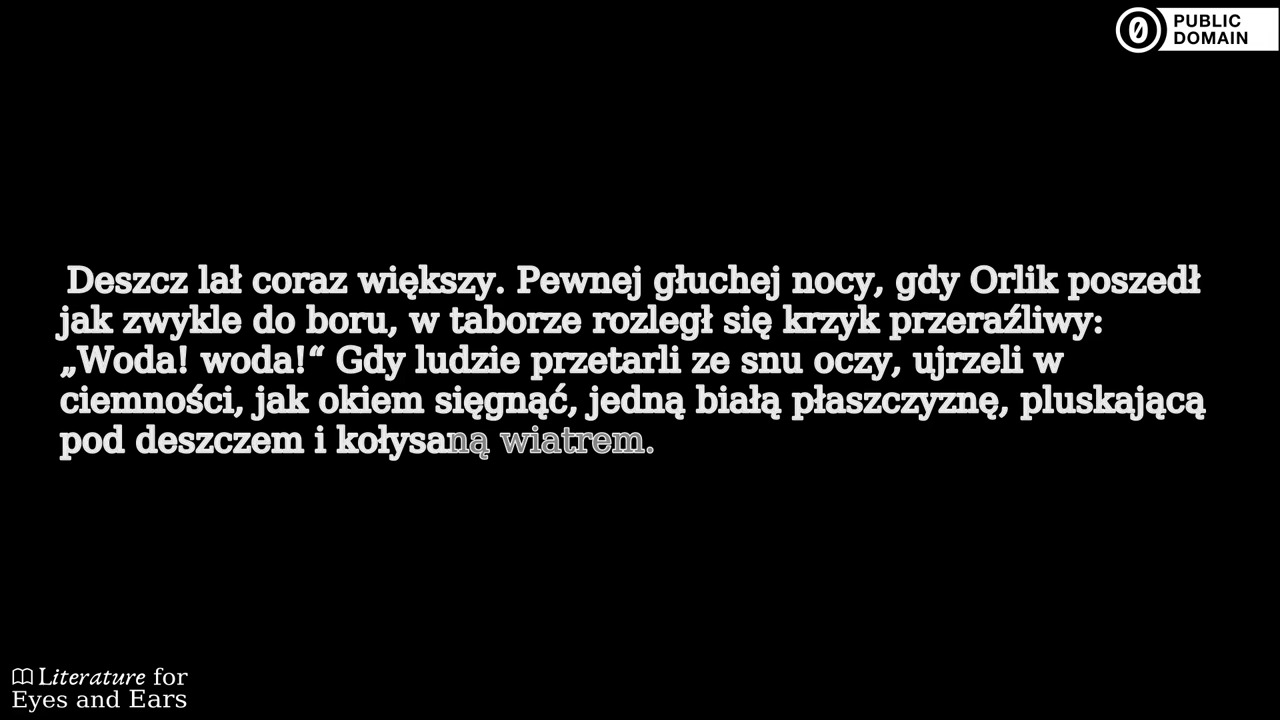 PUBLIC
DOMAIN
Deszcz lał coraz większy. Pewnej głuchej nocy, gdy Orlik poszedł
jak zwykle do boru, w taborze rozległ się krzyk przeraźliwy:
„Woda! woda!“ Gdy ludzie przetarli ze snu oczy, ujrzeli w
ciemności, jak okiem sięgnąć, jedną białą płaszczyznę, pluskającą
pod deszczem i kołysaną wiatrem.
Literature for
Eyes and Ears